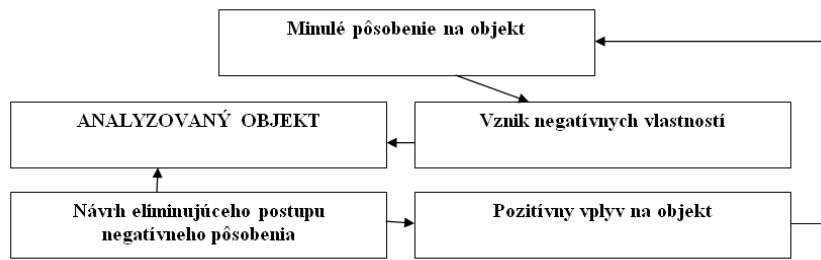 Minulé pôsobenie na objekt
ANALYZOVANÝ OBJEKT
Vznik negatívnych vlastností
Návrh eliminujúceho postupu
negatívneho pôsobenia
Pozitívny vplyv na objekt